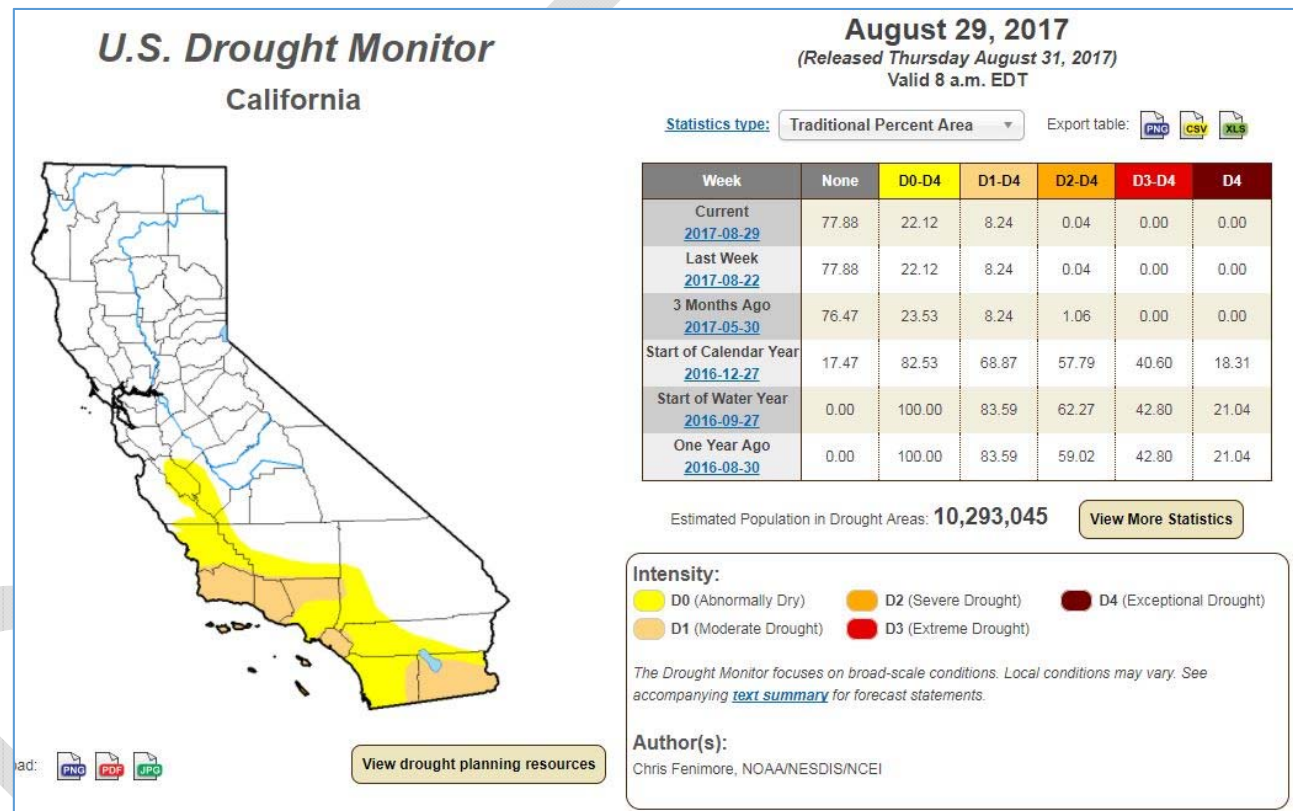 U.S. Drought Monitor
California
August 29, 2017
(Released Thursday August 31, 2017)
Valid 8 a.m. EDT
Statistics type: Traditional Percent Area Export table: PNG CSV XLS
Week None D0-D4 D1-D4 D2-D4 D3-D4 D4
Current
2017-08-29 77.88 22.12 8.24 0.04 0.00 0.00
Last Week
2017-08-22 77.88 22.12 8.24 0.04 0.00 0.00
3 Months Ago
2017-05-30 76.47 23.53 8.24 1.06 0.00 0.00
Start of Calendar Year
2016-12-27 17.47 82.53 68.87 57.79 40.60 18.31
Start of Water Year
2016-09-27 0.00 100.00 83.59 62.27 42.80 21.04
One Year Ago
2016-08-30 0.00 100.00 83.59 59.02 42.80 21.04
Estimated Population in Drought Areas: 10,293,045 View More Statistics
Intensity:
D0 (Abnormally Dry) D2 (Severe Drought) D4 (Exceptional Drought)
D1 (Moderate Drought) D3 (Extreme Drought)
The Drought Monitor focuses on broad-scale conditions. Local conditions may vary. See
accompanying text summary for forecast statements.
Author(s):
Chris Fenimore, NOAA/NESDIS/NCEI
oad: PNG PDF JPG View drought planning resources